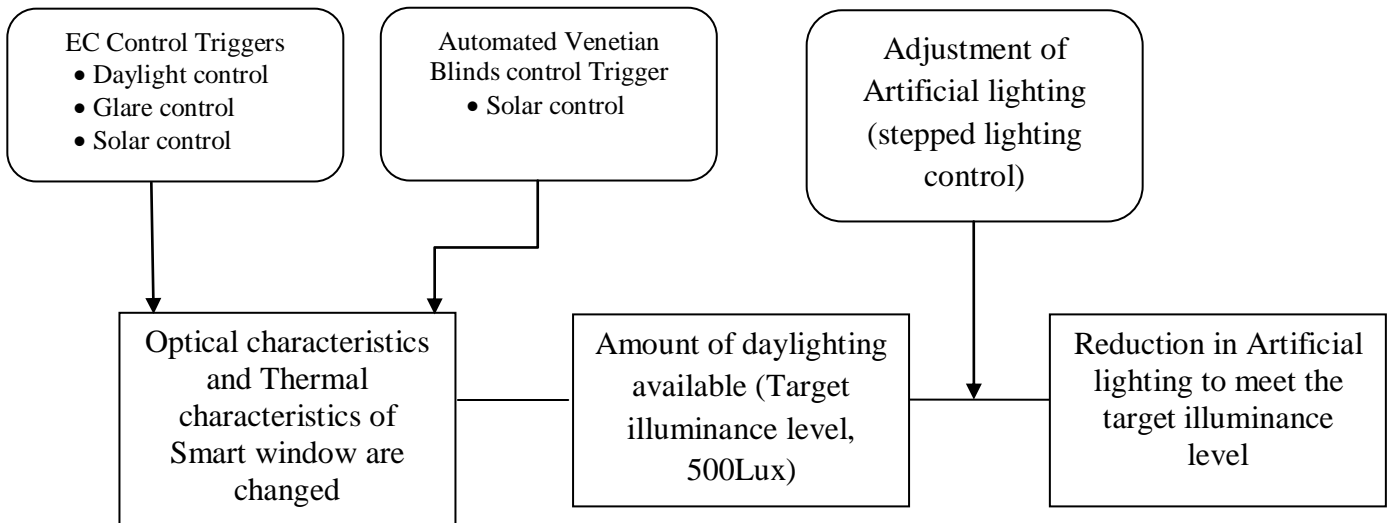 EC Control Triggers
• Daylight control
• Glare control
• Solar control
Automated Venetian
Blinds control Trigger
• Solar control
Adjustment of
Artificial lighting
(stepped lighting
control)
Optical characteristics
and Thermal
characteristics of
Smart window are
changed
Amount of daylighting
available (Target
illuminance level,
500Lux)
Reduction in Artificial
lighting to meet the
target illuminance
level